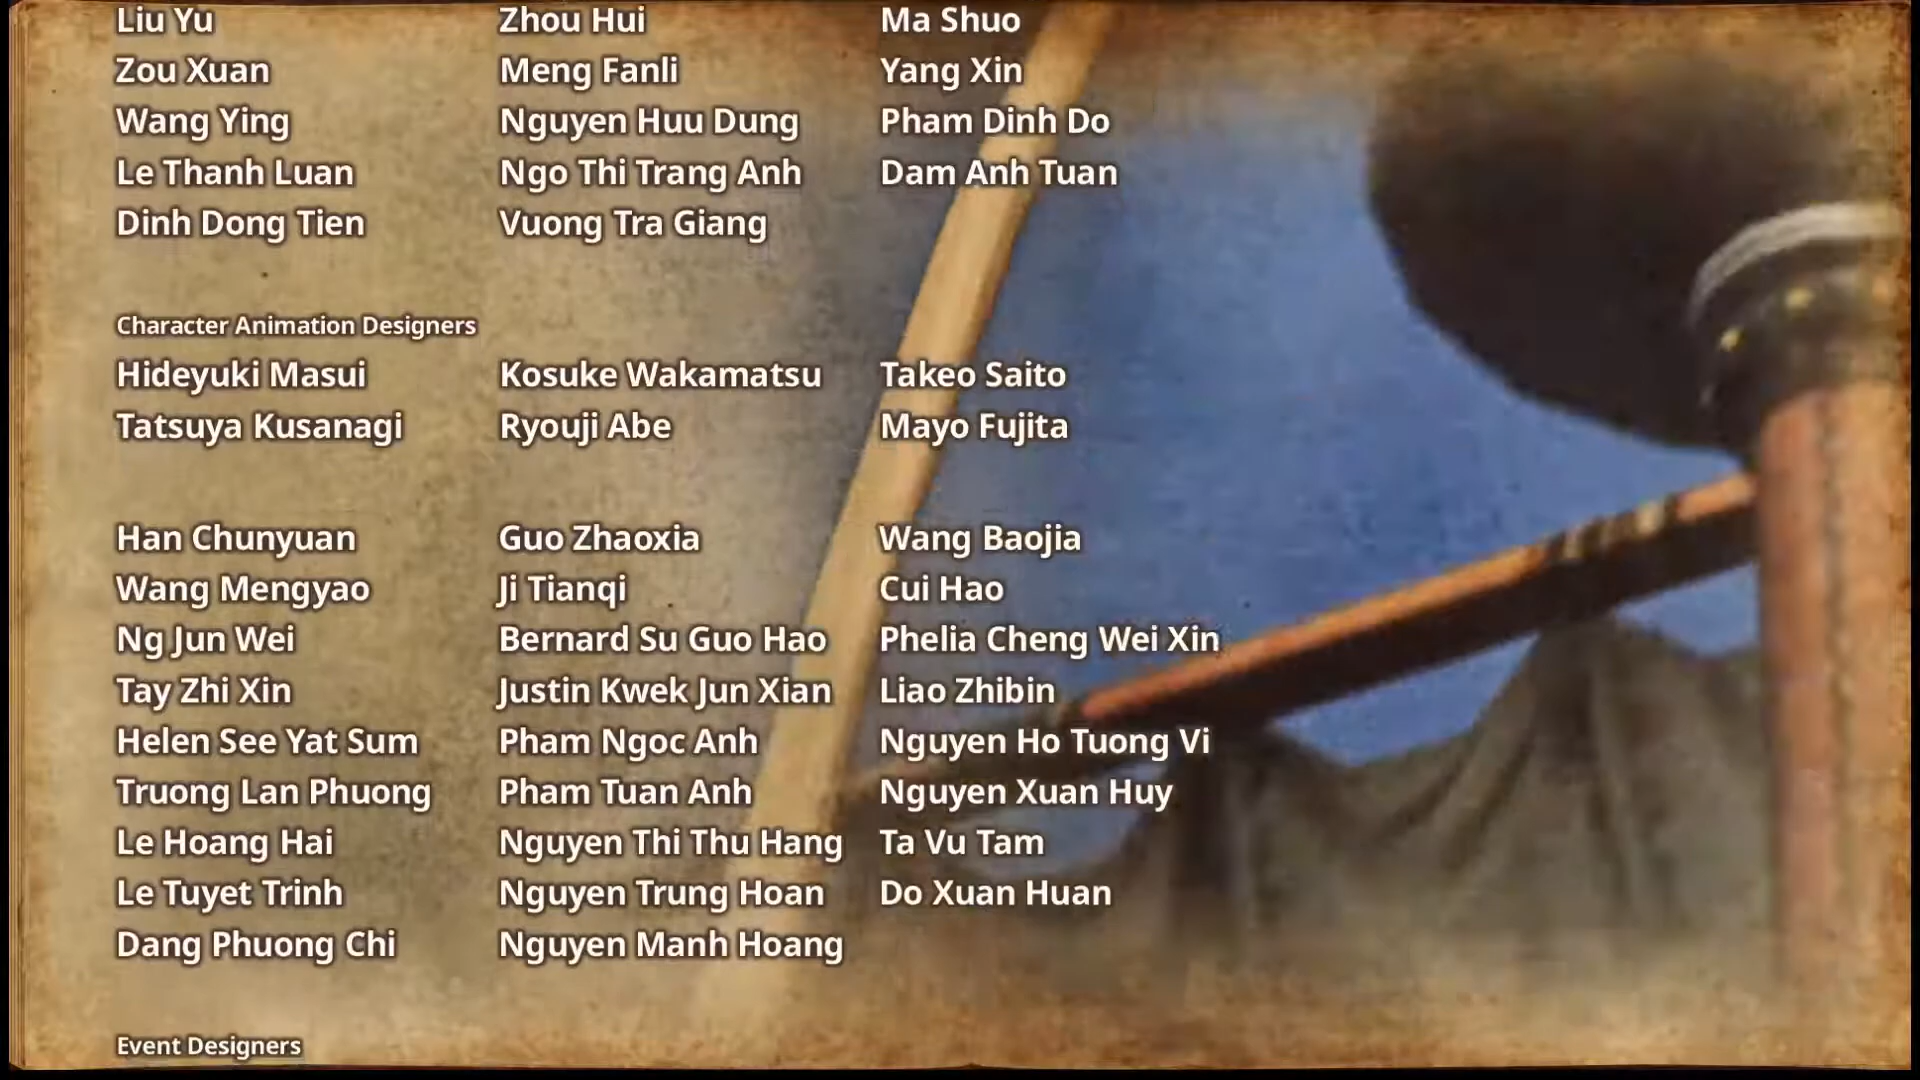 Liu Yu Zhou Hui Ma Shuo
Zou Xuan Meng Fanli Yang Xin
Wang Ying Nguyen Huu Dung Pham Dinh Do
Le Thanh Luan Ngo Thi Trang Anh Dam Anh Tuan
Dinh Dong Tien Vuong Tra Giang
Character Animation Designers
Hideyuki Masui Kosuke Wakamatsu Takeo Saito
Tatsuya Kusanagi Ryouji Abe Mayo Fujita
Han Chunyuan Guo Zhaoxia Wang Baojia
Wang Mengyao Ji Tianqi Cui Hao
Ng Jun Wei Bernard Su Guo Hao Phelia Cheng Wei Xin
Tay Zhi Xin Justin Kwek Jun Xian Liao Zhibin
Helen See Yat Sum Pham Ngoc Anh Nguyen Ho Tuong Vi
Truong Lan Phuong Pham Tuan Anh Nguyen Xuan Huy
Le Hoang Hai Nguyen Thi Thu Hang Ta Vu Tam
Le Tuyet Trinh Nguyen Trung Hoan Do Xuan Huan
Dang Phuong Chi Nguyen Manh Hoang
Event Designers